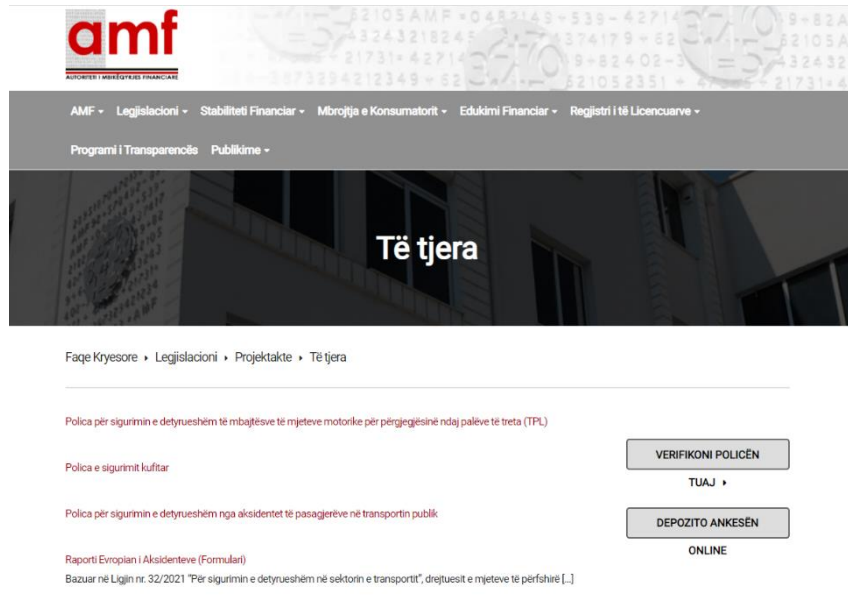 amf
AUTORITETI I MBIKËQYRJES FINANCIARE
AMF
Legjislacioni
Stabiliteti Financiar
Mbrojtja e Konsumatorit
Edukimi Financiar
Regjistri i të Licencuarve
Programi i Transparencës
Publikime
Të tjera
Faqe Kryesore ▸ Legjislacioni ▸ Projektakte ▸ Të tjera
Polica për sigurimin e detyrueshëm të mbajtësve të mjeteve motorike për përgjegjësinë ndaj palëve të treta (TPL)
VERIFIKONI POLICËN
TUAJ ▸
Polica e sigurimit kufitar
Polica për sigurimin e detyrueshëm nga aksidentet të pasagjerëve në transportin publik
DEPOZITO ANKESËN
ONLINE
Raporti Evropian i Aksidenteve (Formulari)
Bazuar në Ligjin nr. 32/2021 "Për sigurimin e detyrueshëm në sektorin e transportit", drejtuesit e mjeteve të përfshirë [...]